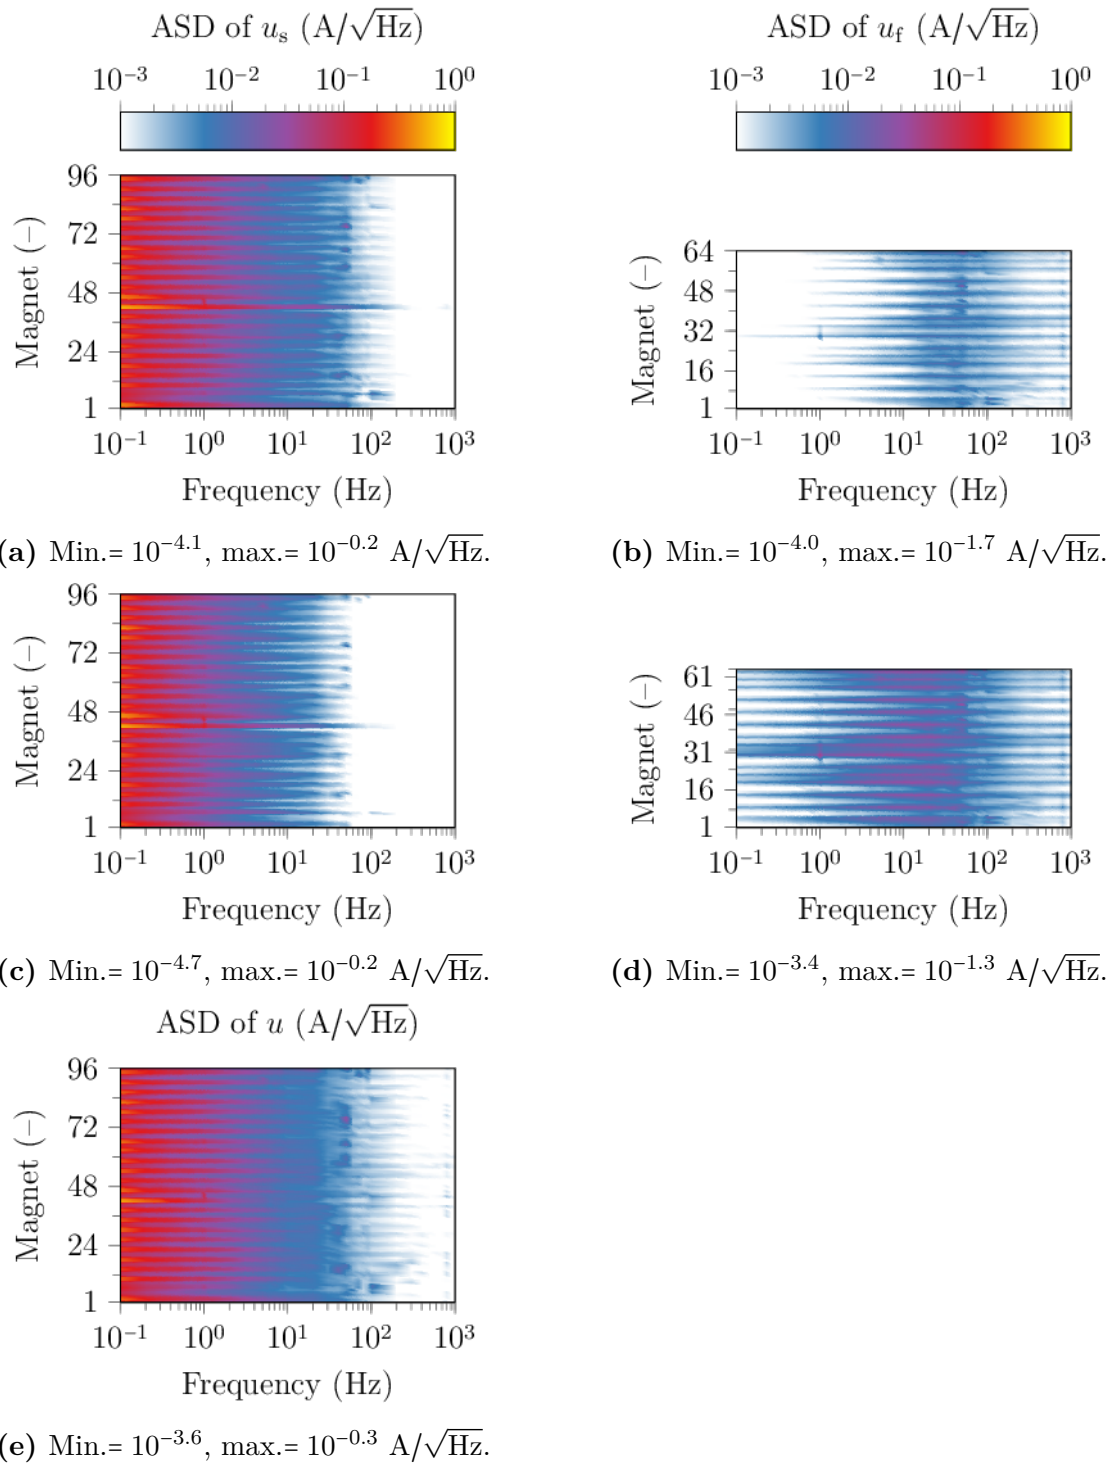 ASD of u_s (A/√Hz)
10^−3 10^−2 10^−1 10^0
96
72
48
24
1
Magnet (−)
10^−1 10^0 10^1 10^2 10^3
Frequency (Hz)
(a) Min.= 10^−4.1, max.= 10^−0.2 A/√Hz.
ASD of u_f (A/√Hz)
10^−3 10^−2 10^−1 10^0
64
48
32
16
1
Magnet (−)
10^−1 10^0 10^1 10^2 10^3
Frequency (Hz)
(b) Min.= 10^−4.0, max.= 10^−1.7 A/√Hz.
96
72
48
24
1
Magnet (−)
10^−1 10^0 10^1 10^2 10^3
Frequency (Hz)
(c) Min.= 10^−4.7, max.= 10^−0.2 A/√Hz.
61
46
31
16
1
Magnet (−)
10^−1 10^0 10^1 10^2 10^3
Frequency (Hz)
(d) Min.= 10^−3.4, max.= 10^−1.3 A/√Hz.
ASD of u (A/√Hz)
96
72
48
24
1
Magnet (−)
10^−1 10^0 10^1 10^2 10^3
Frequency (Hz)
(e) Min.= 10^−3.6, max.= 10^−0.3 A/√Hz.